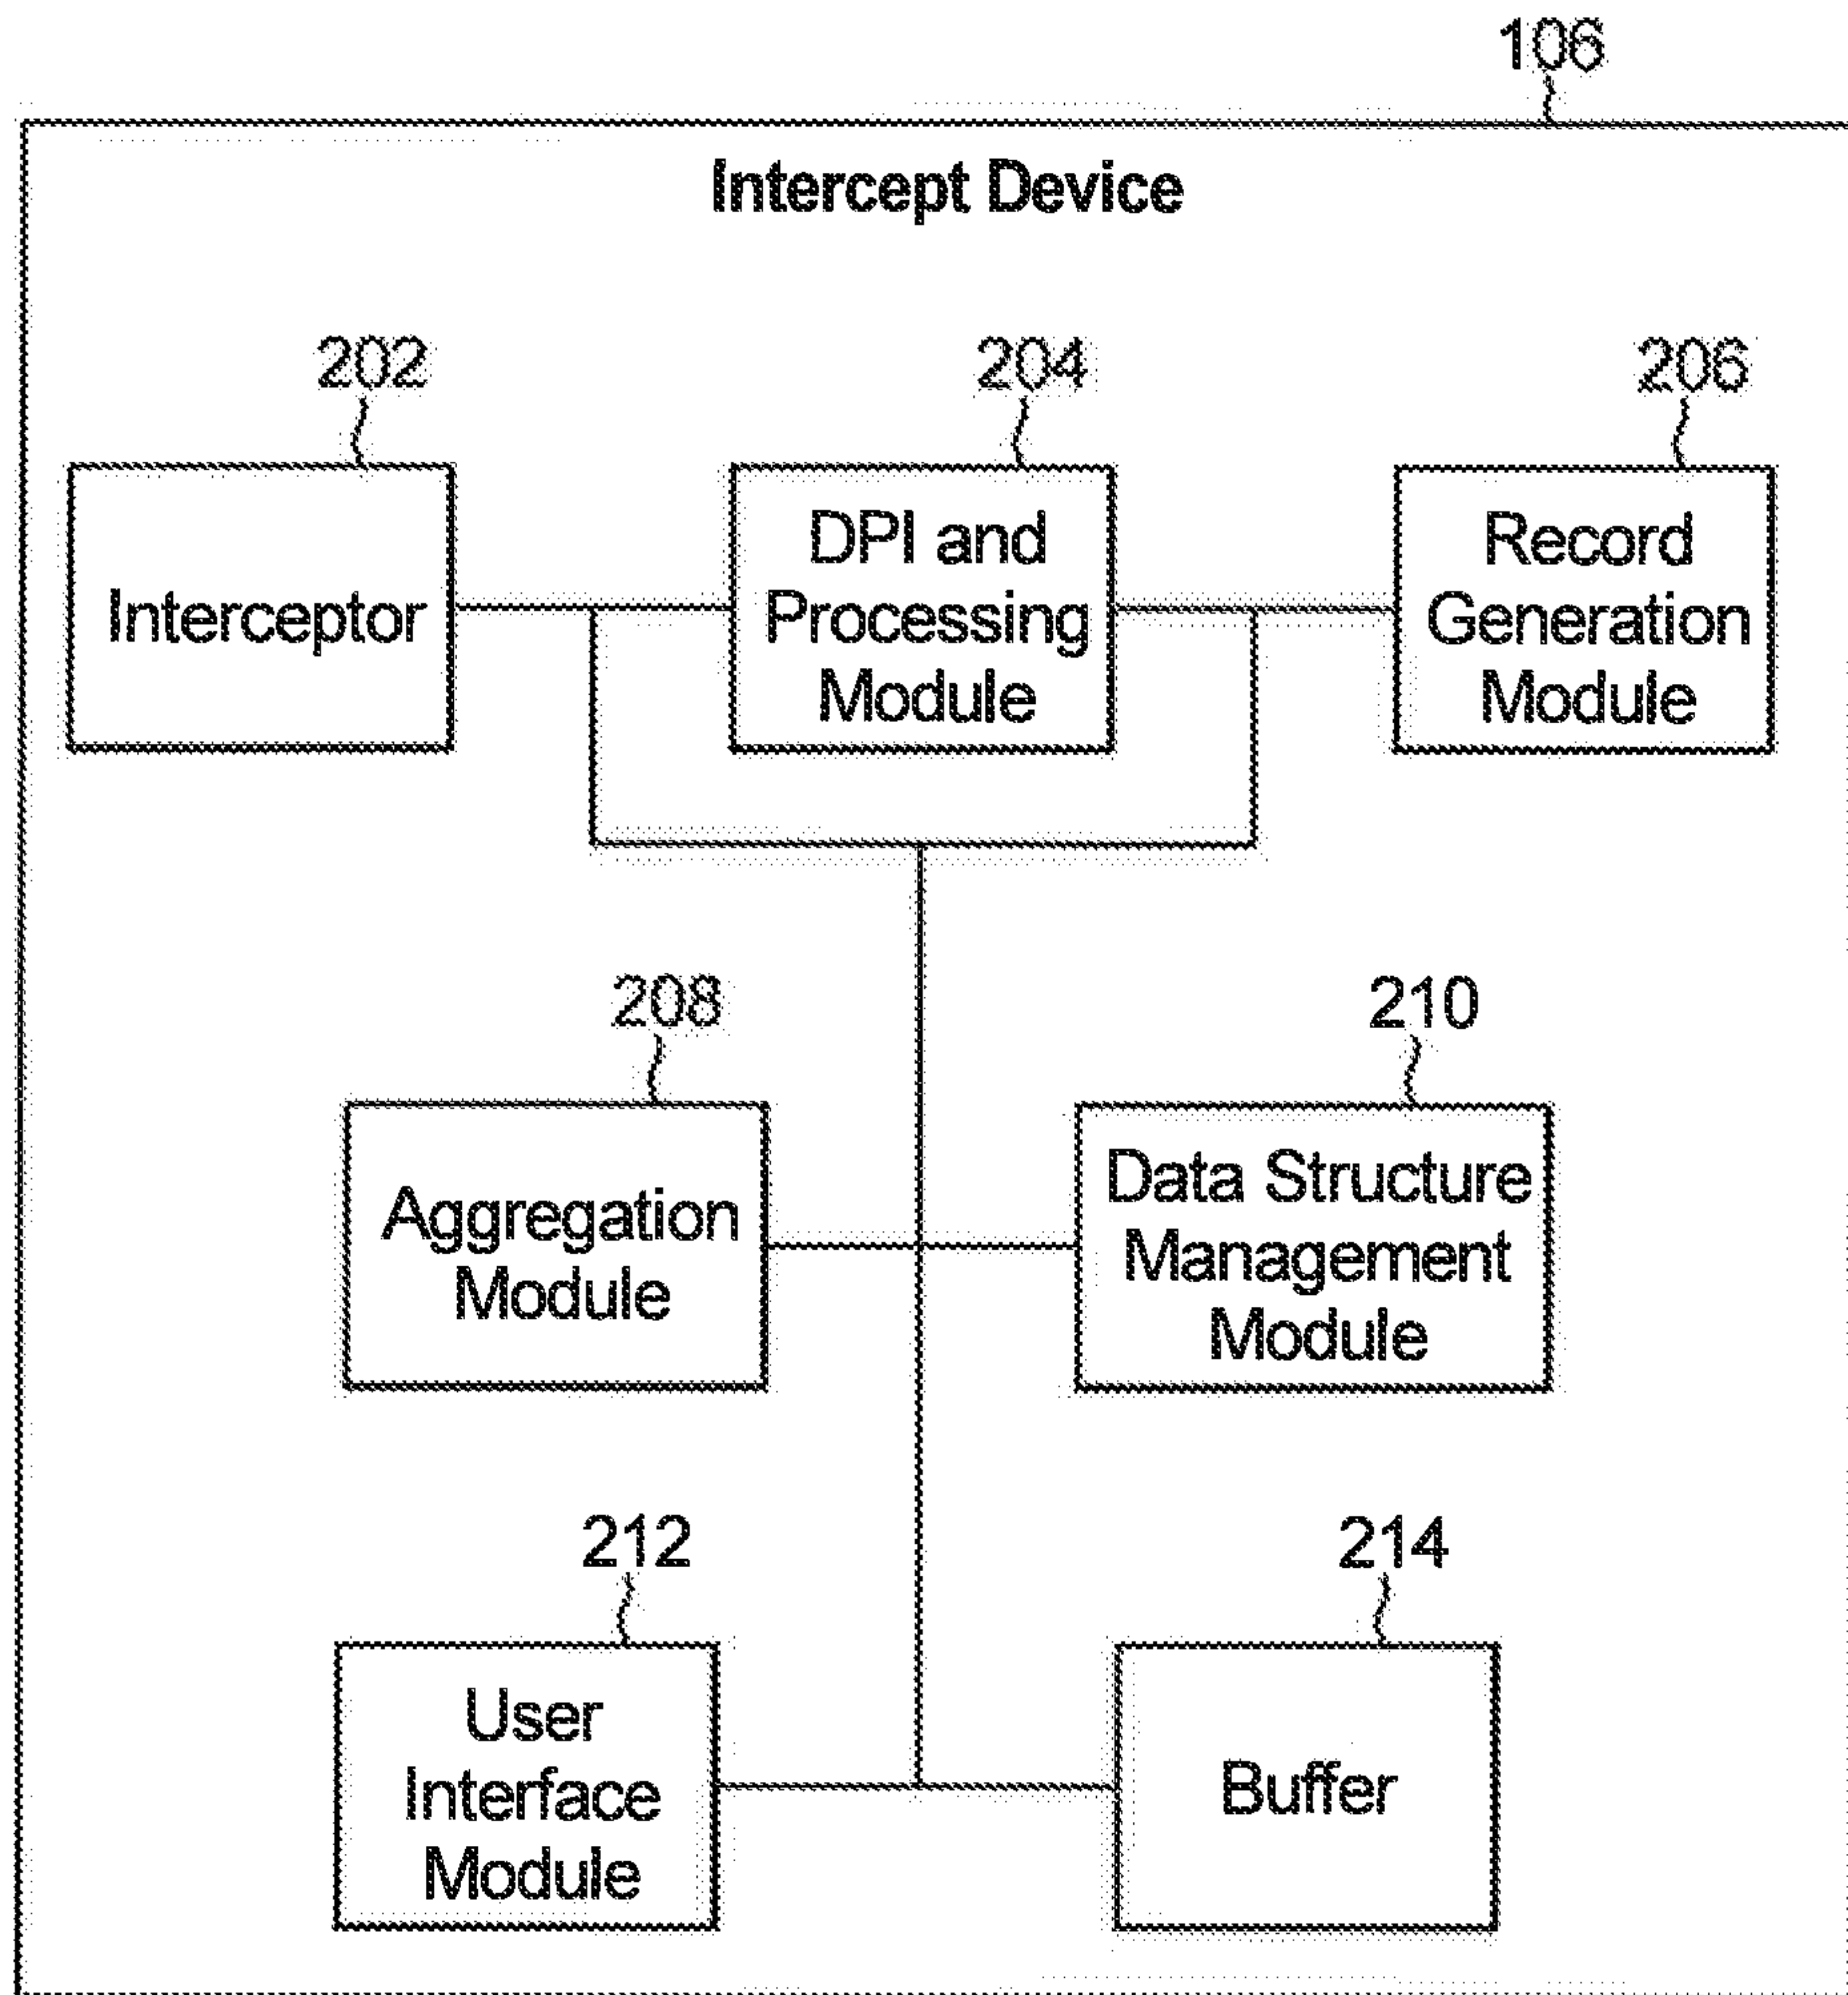 106
Intercept Device
202
204
206
Interceptor
DPI and
Processing
Module
Record
Generation
Module
208
210
Aggregation
Module
Data Structure
Management
Module
212
214
User
Interface
Module
Buffer